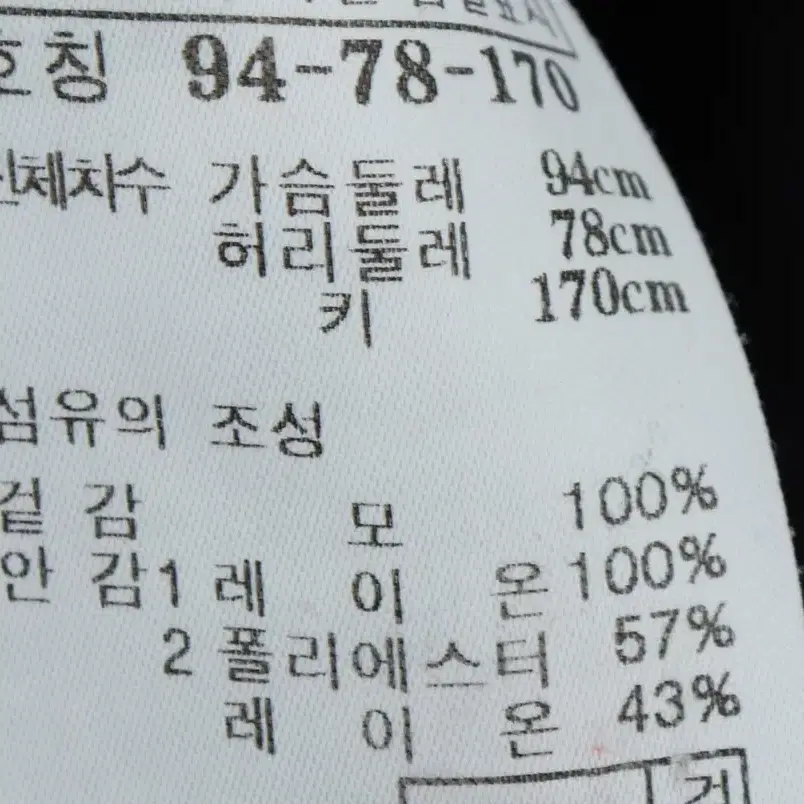 호칭 94-78-170
신체치수 가슴둘레 94cm
허리둘레 78cm
키 170cm
섬유의 조성
겉 감 모 100%
안 감 1 레 이 온 100%
2 폴리에스터 57%
레 이 온 43%